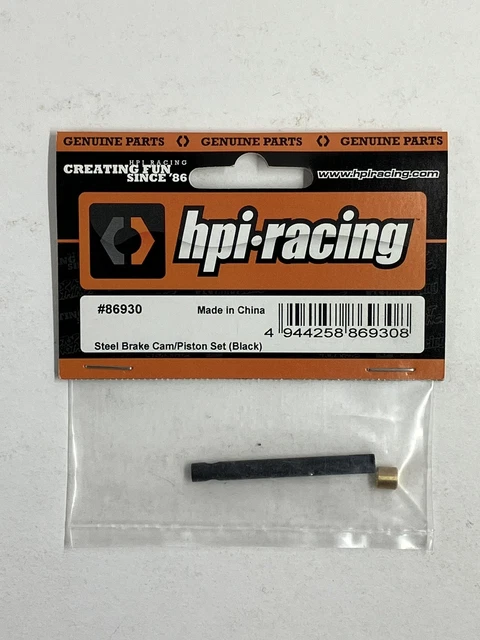 GENUINE PARTS GENUINE PARTS GENUINE PARTS
HPI RACING
CREATING FUN
SINCE '86
www.hpiracing.com
hpi·racing
#86930 Made in China
4 944258 869308
Steel Brake Cam/Piston Set (Black)